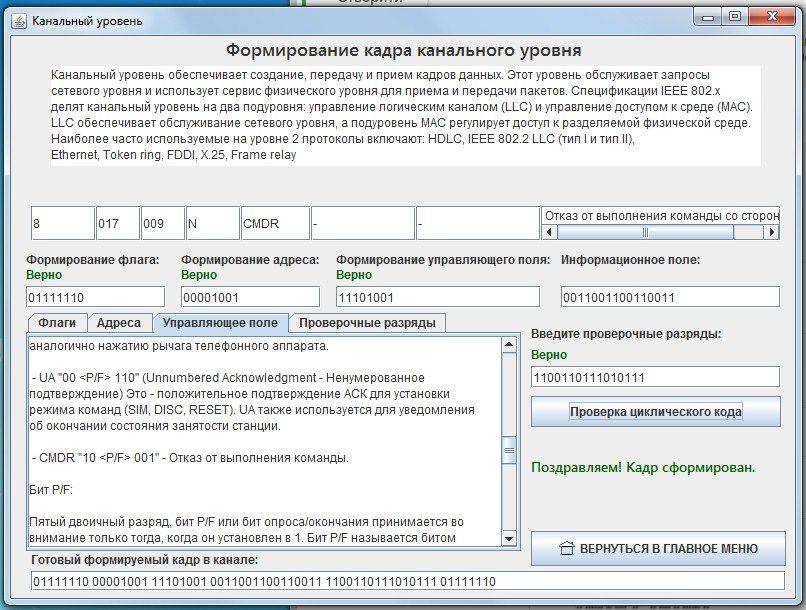 Канальный уровень
Формирование кадра канального уровня
Канальный уровень обеспечивает создание, передачу и прием кадров данных. Этот уровень обслуживает запросы
сетевого уровня и использует сервис физического уровня для приема и передачи пакетов. Спецификации IEEE 802.x
делят канальный уровень на два подуровня: управление логическим каналом (LLC) и управление доступом к среде (MAC).
LLC обеспечивает обслуживание сетевого уровня, а подуровень MAC регулирует доступ к разделяемой физической среде.
Наиболее часто используемые на уровне 2 протоколы включают: HDLC, IEEE 802.2 LLC (тип I и тип II),
Ethernet, Token ring, FDDI, X.25, Frame relay
8 017 009 N CMDR - - Отказ от выполнения команды со сторон
Формирование флага: Формирование адреса: Формирование управляющего поля: Информационное поле:
Верно Верно Верно
01111110 00001001 11101001 0011001100110011
Флаги Адреса Управляющее поле Проверочные разряды
аналогично нажатию рычага телефонного аппарата.
- UA "00 <P/F> 110" (Unnumbered Acknowledgment - Ненумерованное
подтверждение) Это - положительное подтверждение АСК для установки
режима команд (SIM, DISC, RESET). UA также используется для уведомления
об окончании состояния занятости станции.
- CMDR "10 <P/F> 001" - Отказ от выполнения команды.
Бит P/F:
Пятый двоичный разряд, бит P/F или бит опроса/окончания принимается во
внимание только тогда, когда он установлен в 1. Бит P/F называется битом
Введите проверочные разряды:
Верно
1100110111010111
Проверка циклического кода
Поздравляем! Кадр сформирован.
ВЕРНУТЬСЯ В ГЛАВНОЕ МЕНЮ
Готовый формируемый кадр в канале:
01111110 00001001 11101001 0011001100110011 1100110111010111 01111110